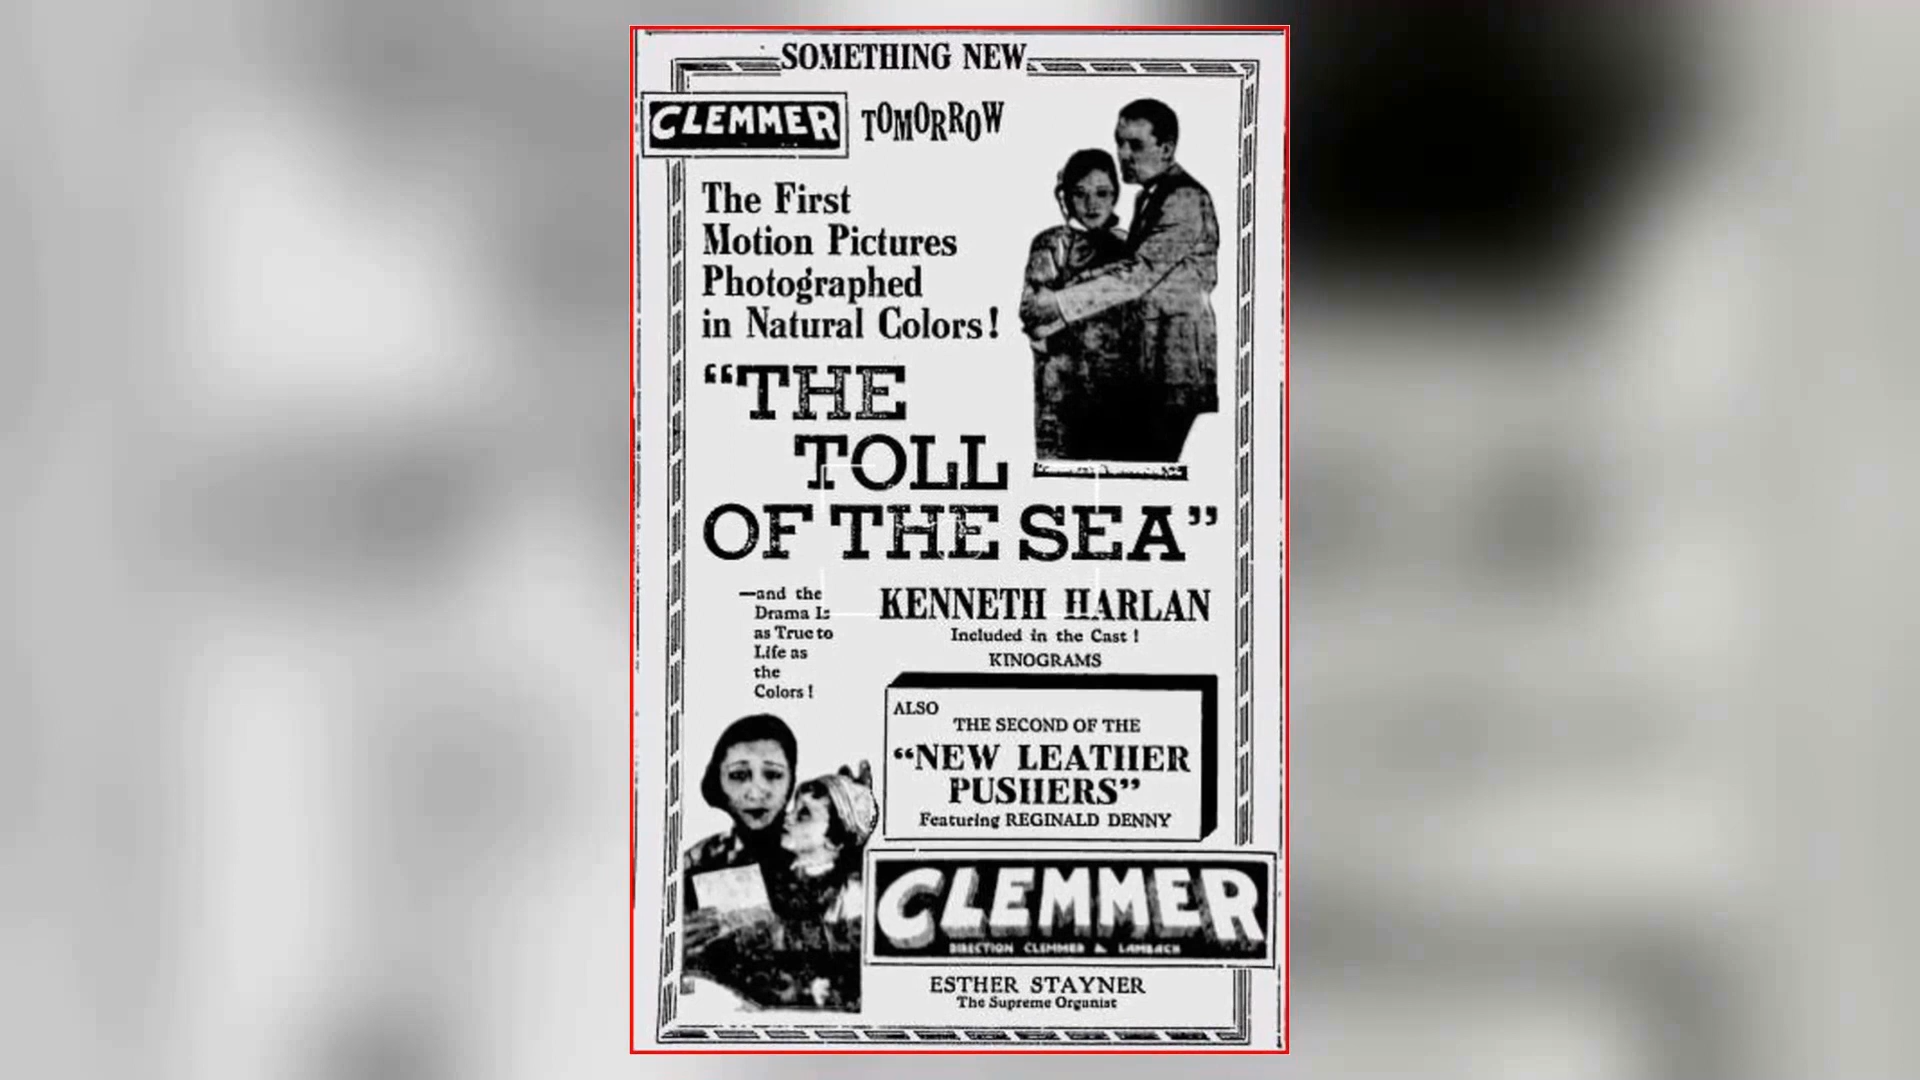 SOMETHING NEW
CLEMMER TOMORROW
The First
Motion Pictures
Photographed
in Natural Colors!
“THE
TOLL
OF THE SEA”
—and the
Drama Is
as True to
Life as
the
Colors!
KENNETH HARLAN
Included in the Cast!
KINOGRAMS
ALSO
THE SECOND OF THE
“NEW LEATHER
PUSHERS”
Featuring REGINALD DENNY
CLEMMER
DIRECTION CLEMMER &
ESTHER STAYNER
The Supreme Organist